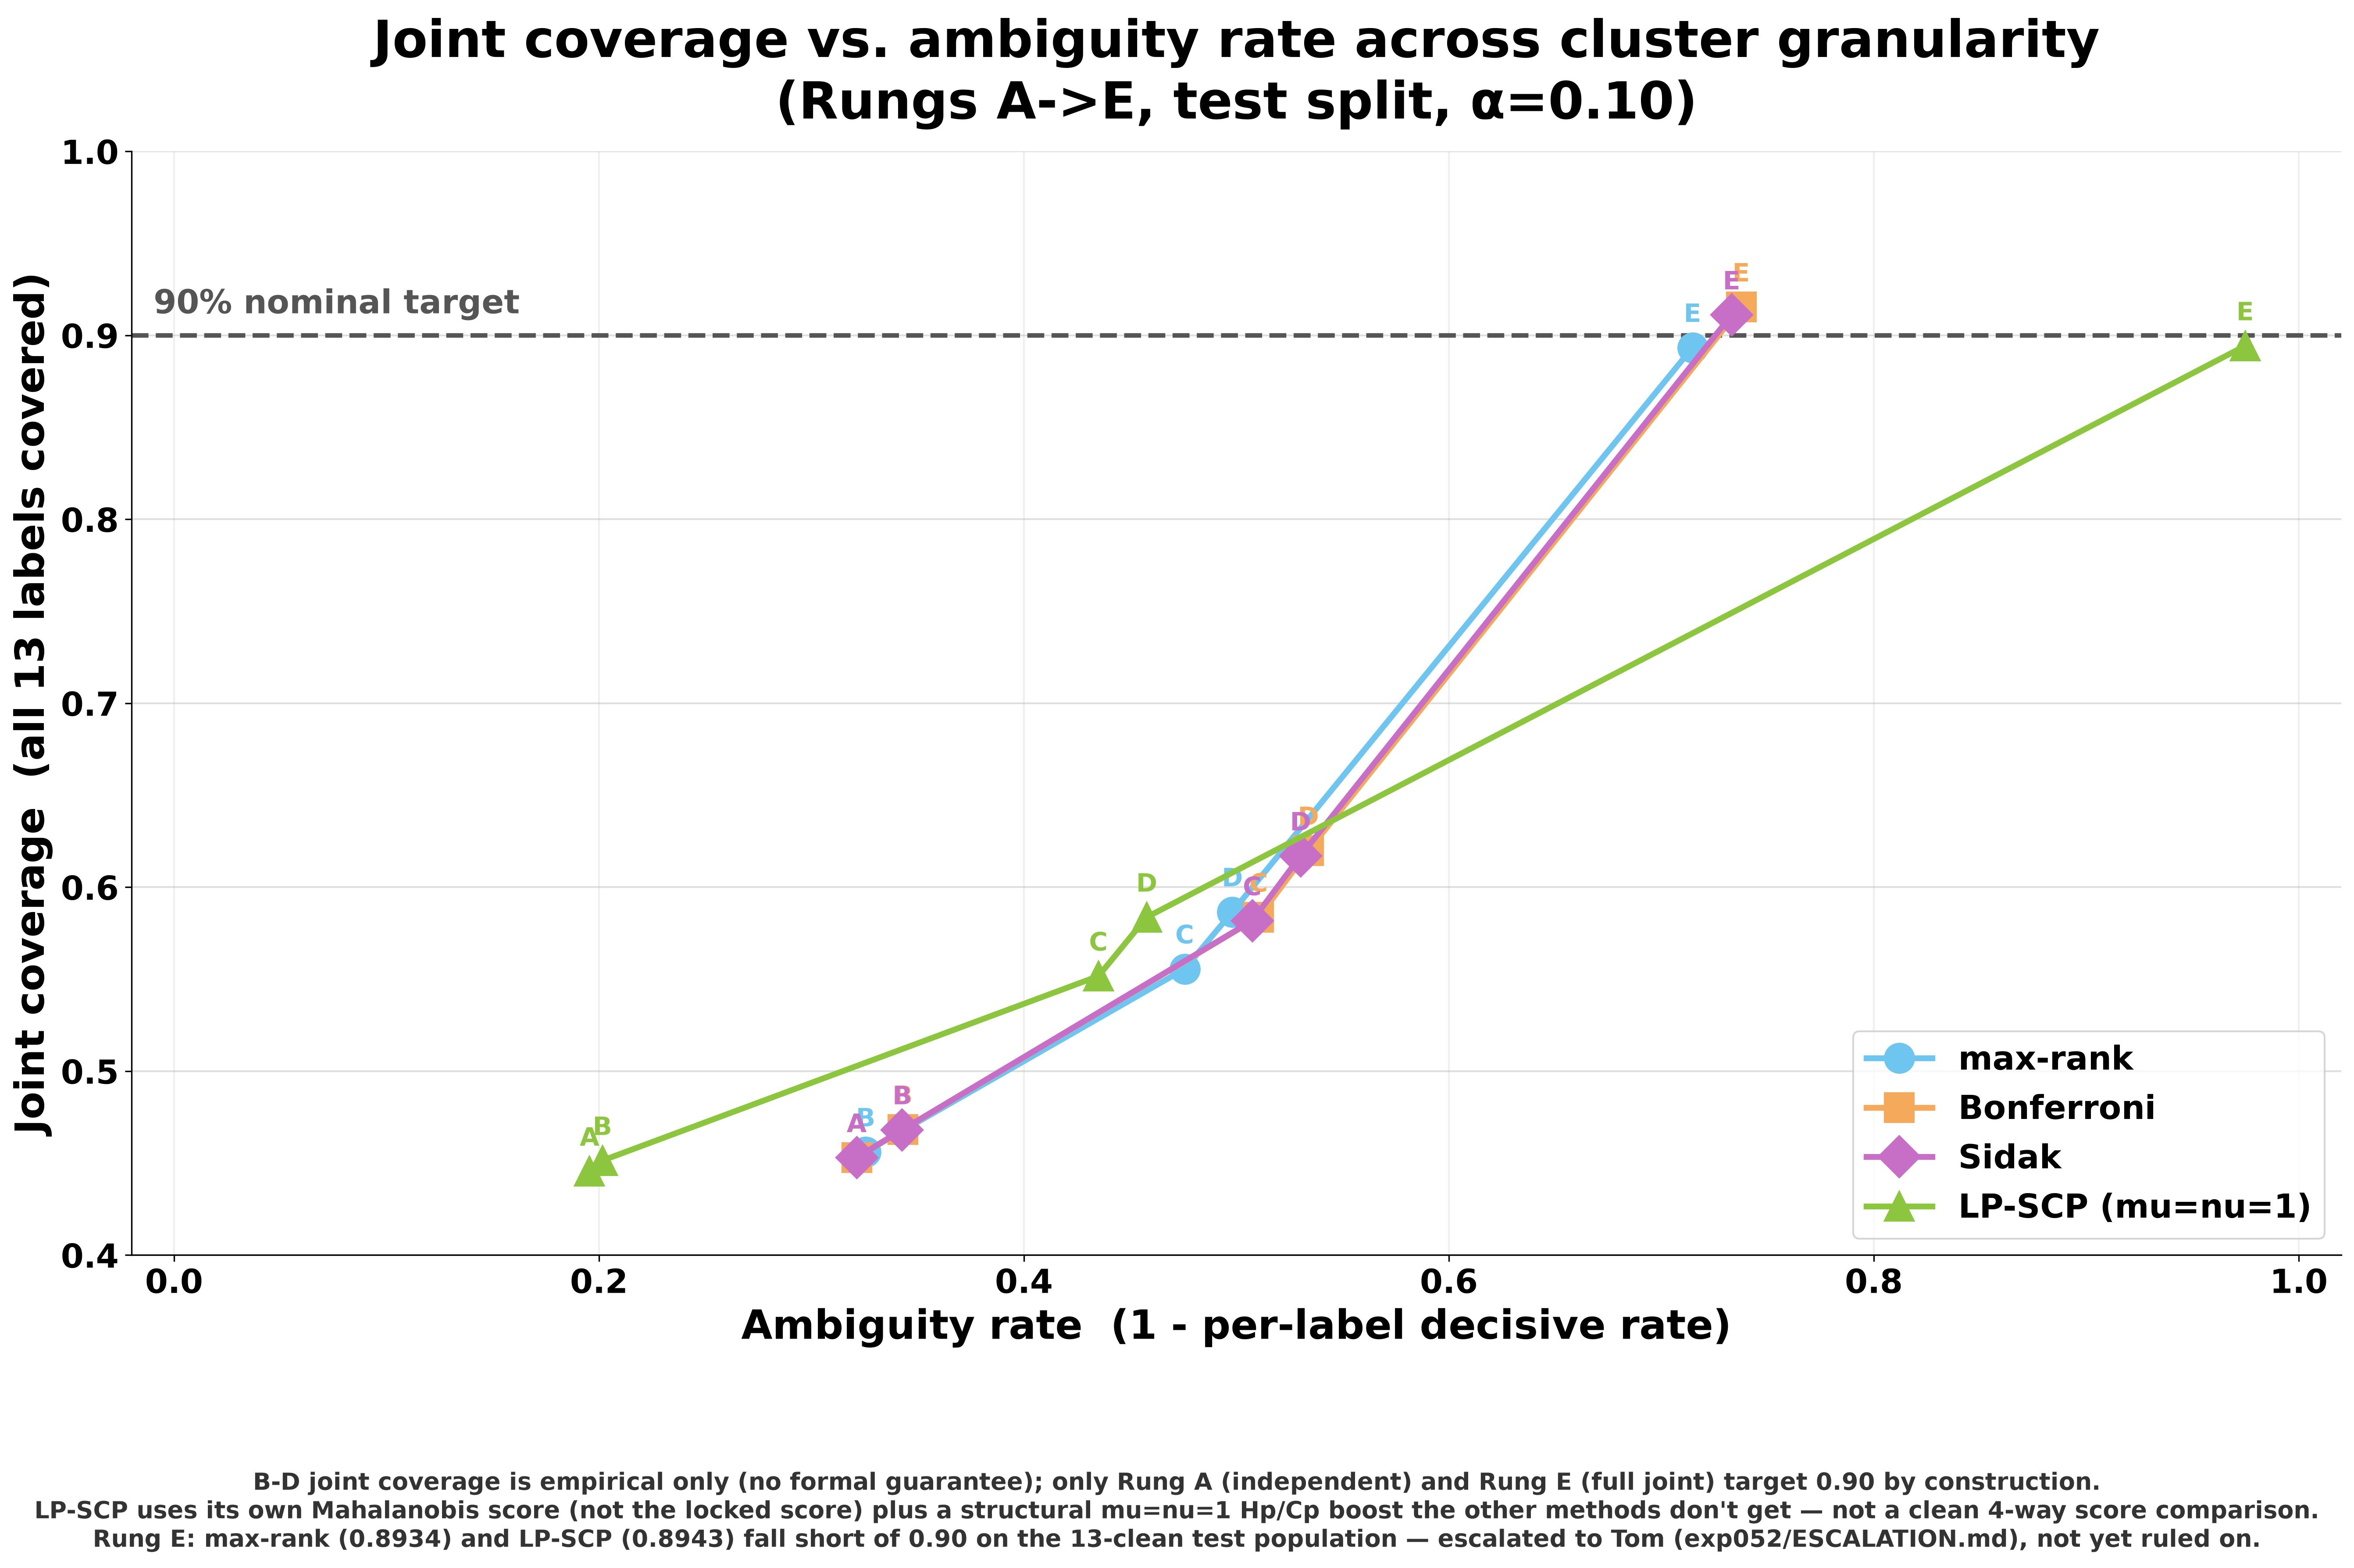 Joint coverage vs. ambiguity rate across cluster granularity
(Rungs A->E, test split, α=0.10)
Joint coverage  (all 13 labels covered)
1.0
0.9
0.8
0.7
0.6
0.5
0.4
90% nominal target
E
E
E
E
D
D
D
D
C
C
C
C
B
B
B
A
A
B
max-rank
Bonferroni
Sidak
LP-SCP (mu=nu=1)
0.0
0.2
0.4
0.6
0.8
1.0
Ambiguity rate  (1 - per-label decisive rate)
B-D joint coverage is empirical only (no formal guarantee); only Rung A (independent) and Rung E (full joint) target 0.90 by construction.
LP-SCP uses its own Mahalanobis score (not the locked score) plus a structural mu=nu=1 Hp/Cp boost the other methods don't get — not a clean 4-way score comparison.
Rung E: max-rank (0.8934) and LP-SCP (0.8943) fall short of 0.90 on the 13-clean test population — escalated to Tom (exp052/ESCALATION.md), not yet ruled on.